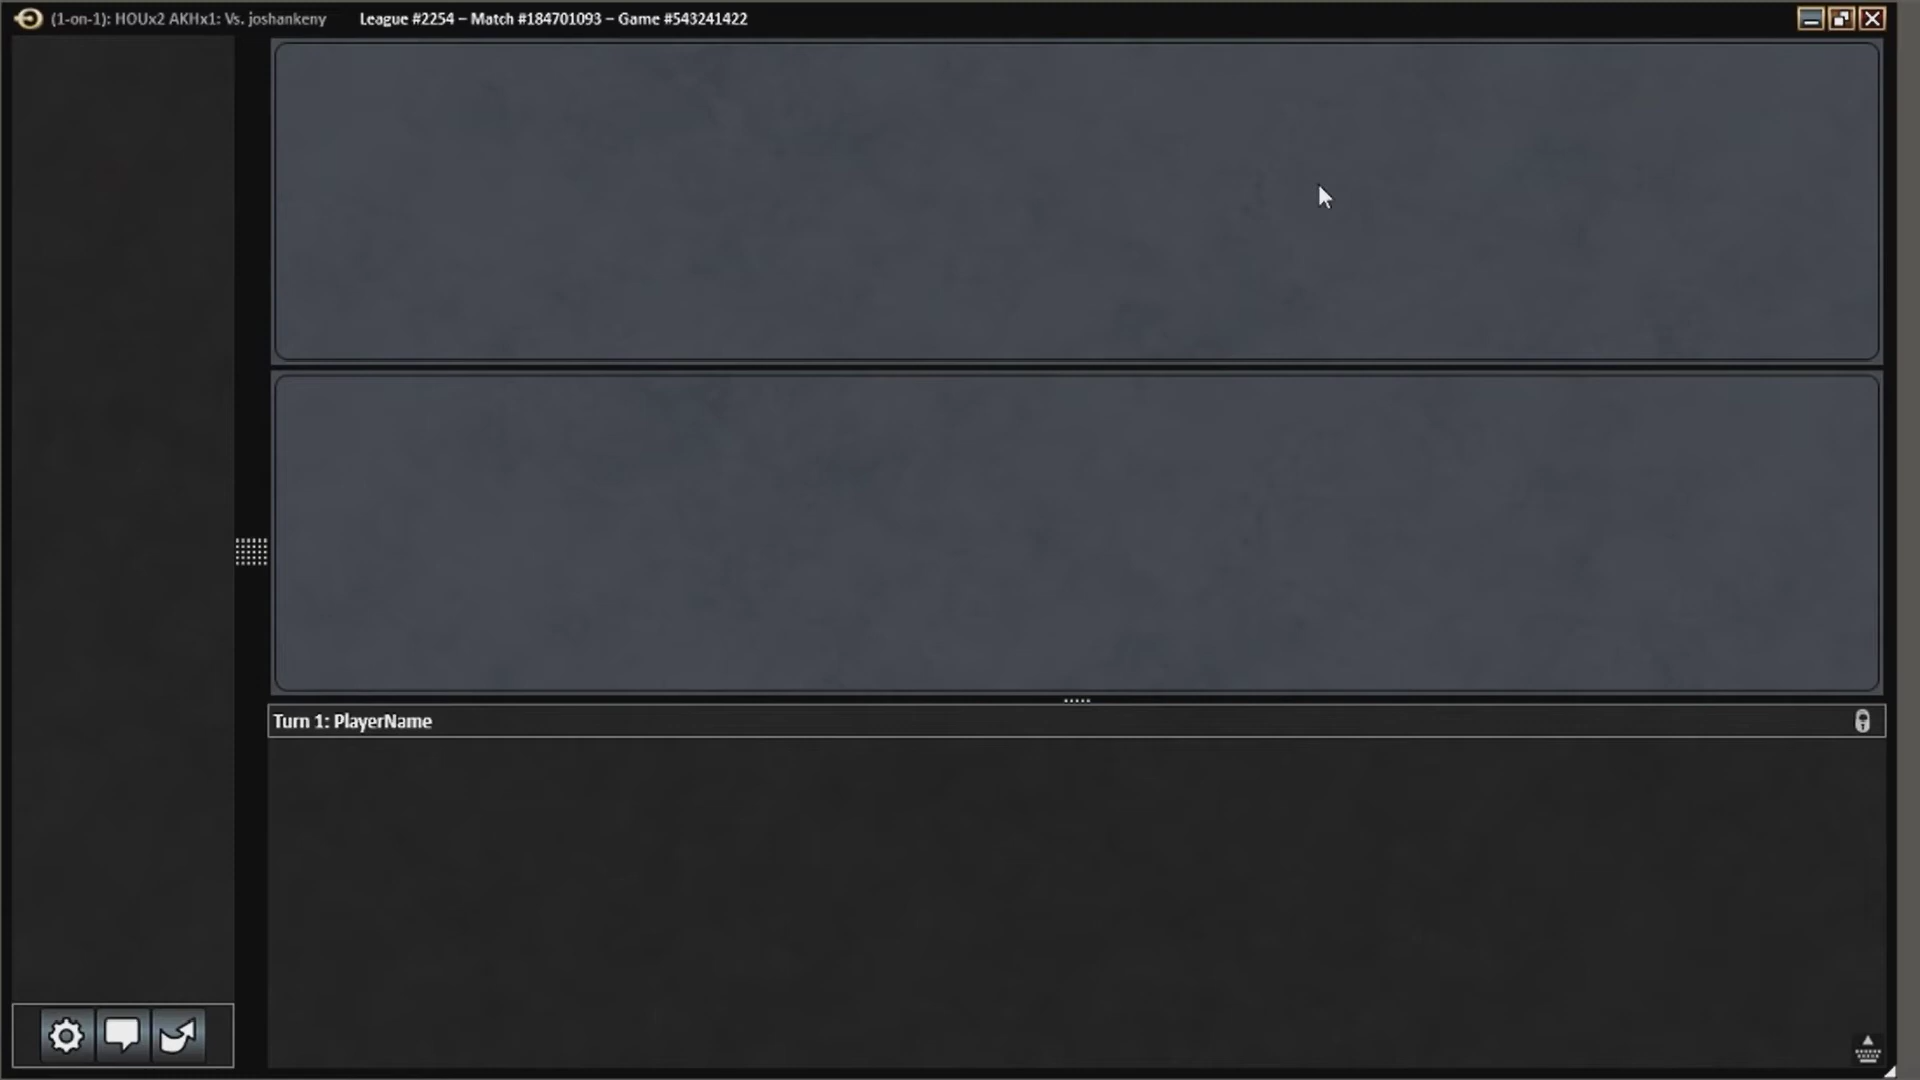 (1-on-1): HOUx2 AKHx1: Vs. joshankeny League #2254 – Match #184701093 – Game #543241422
Turn 1: PlayerName